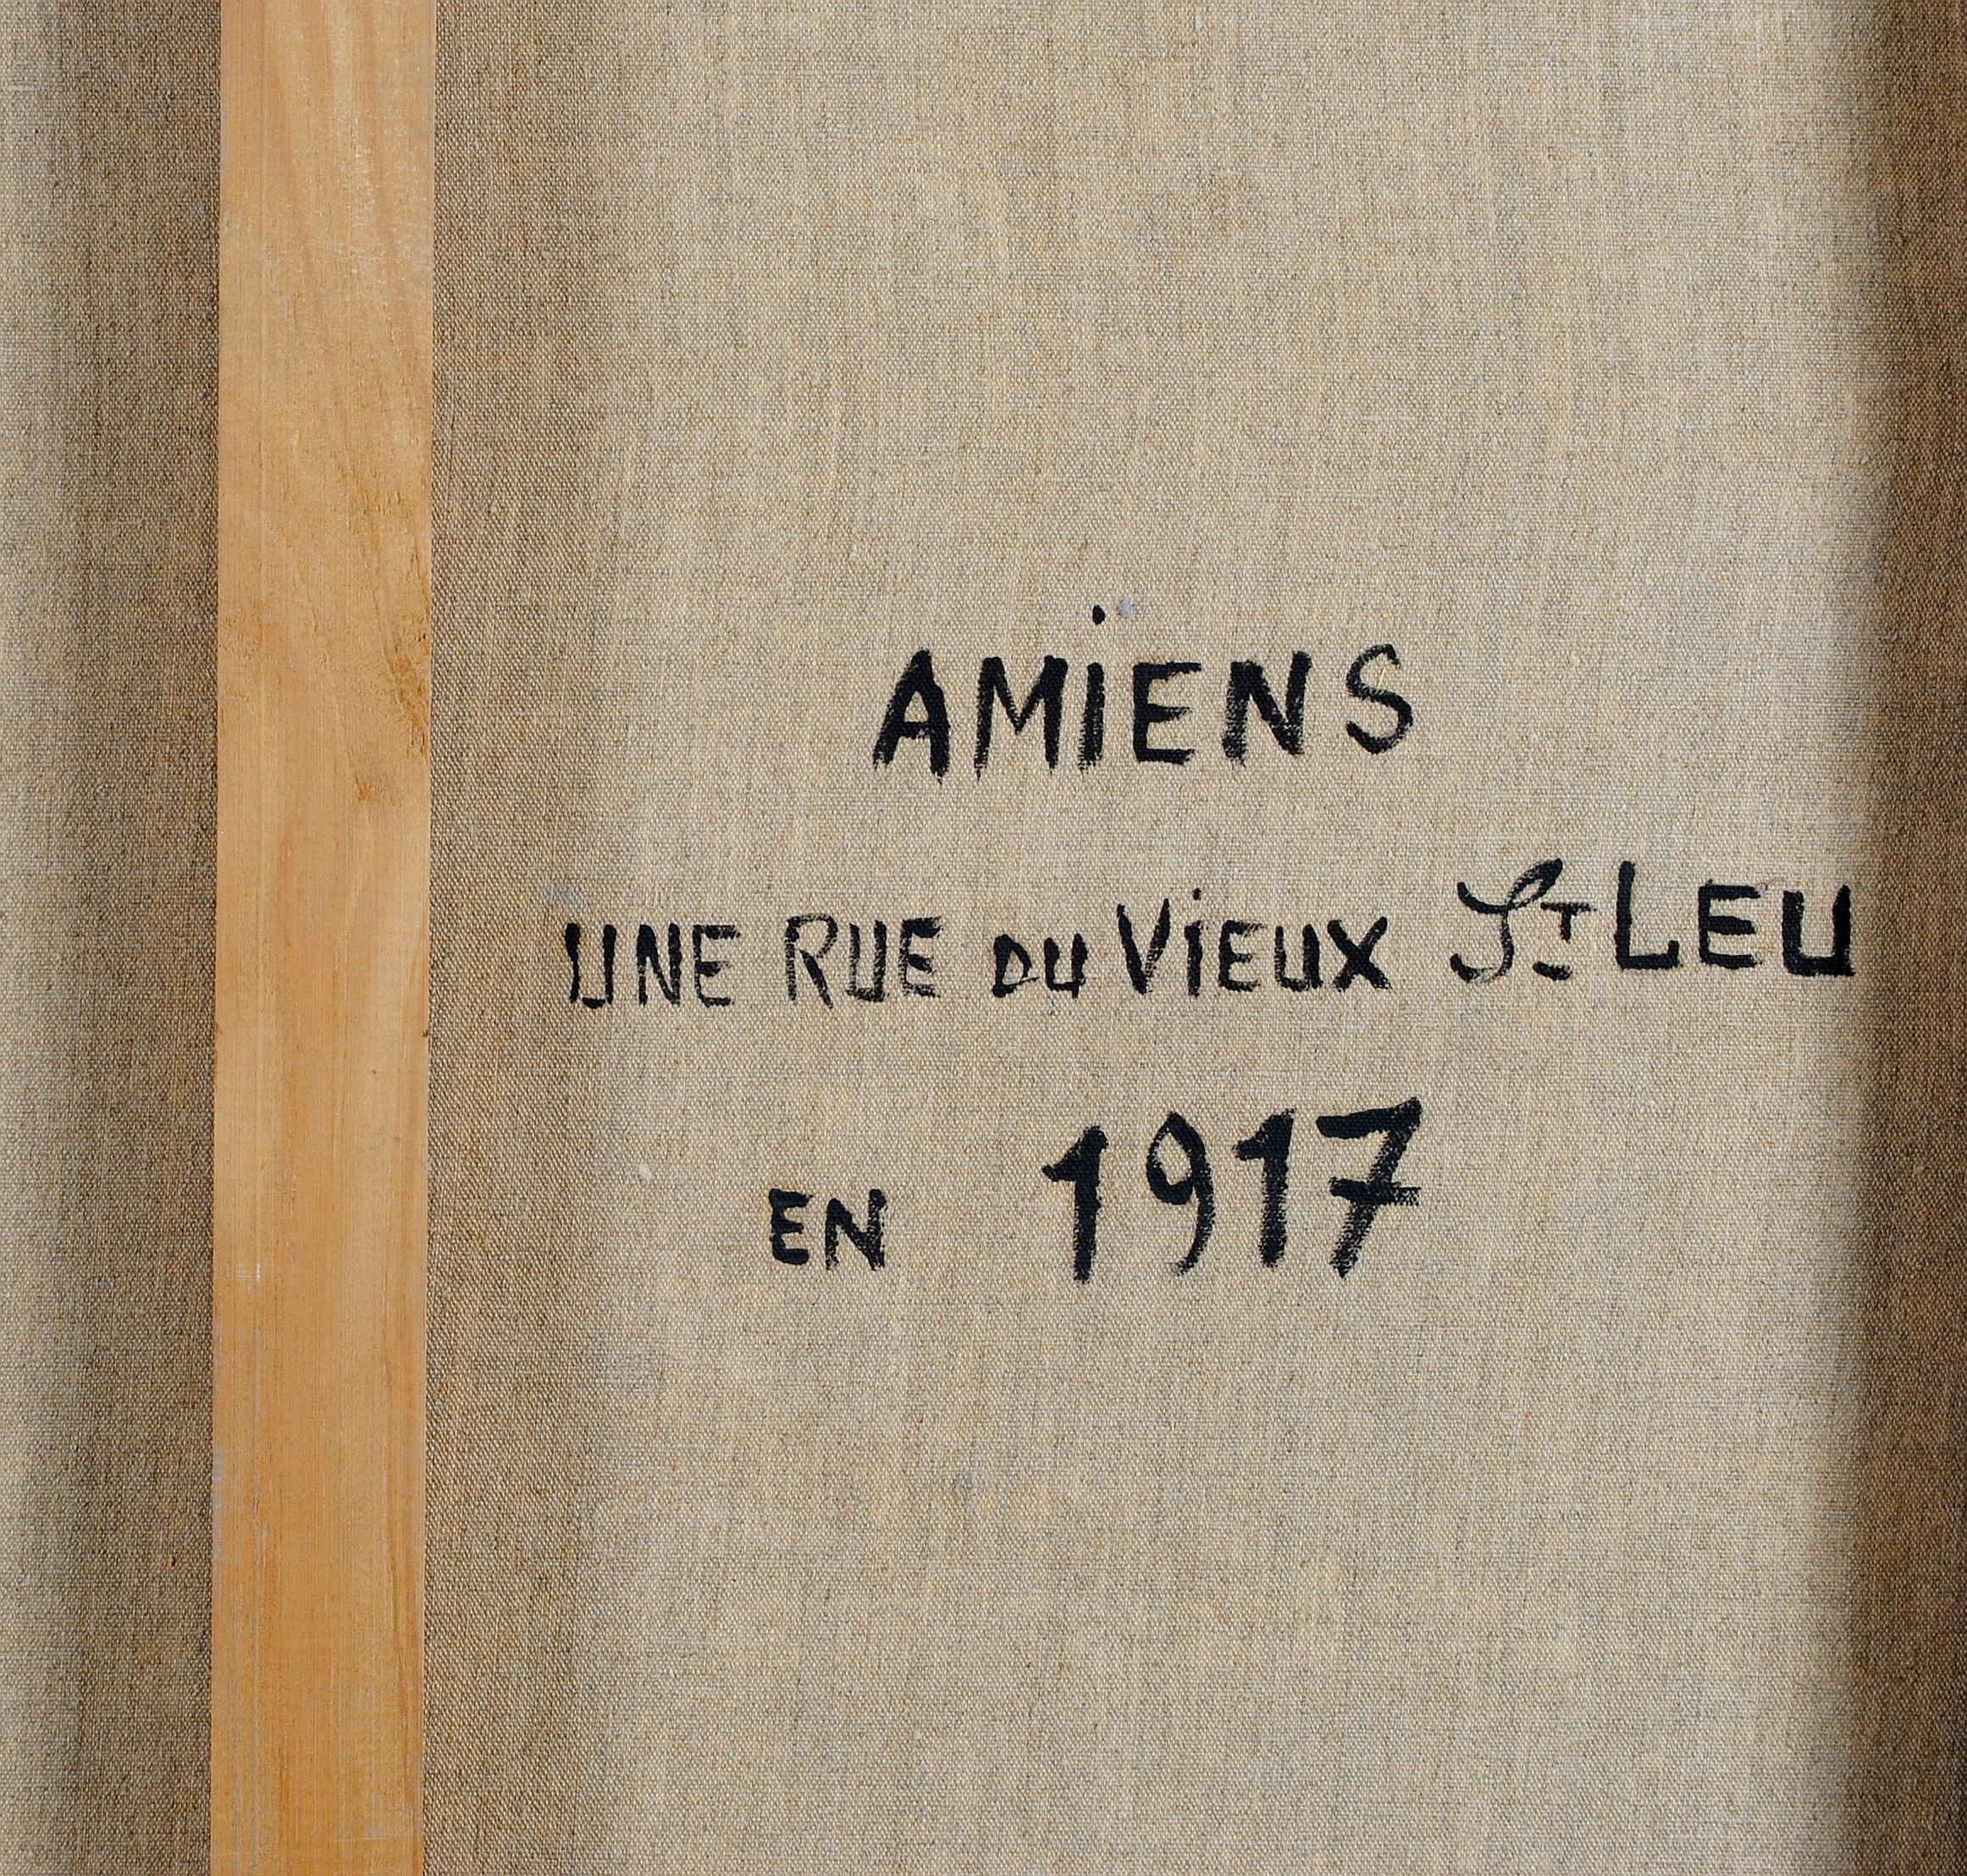 AMiENS
UNE RUE DU ViEUX ST LEU
EN 1917